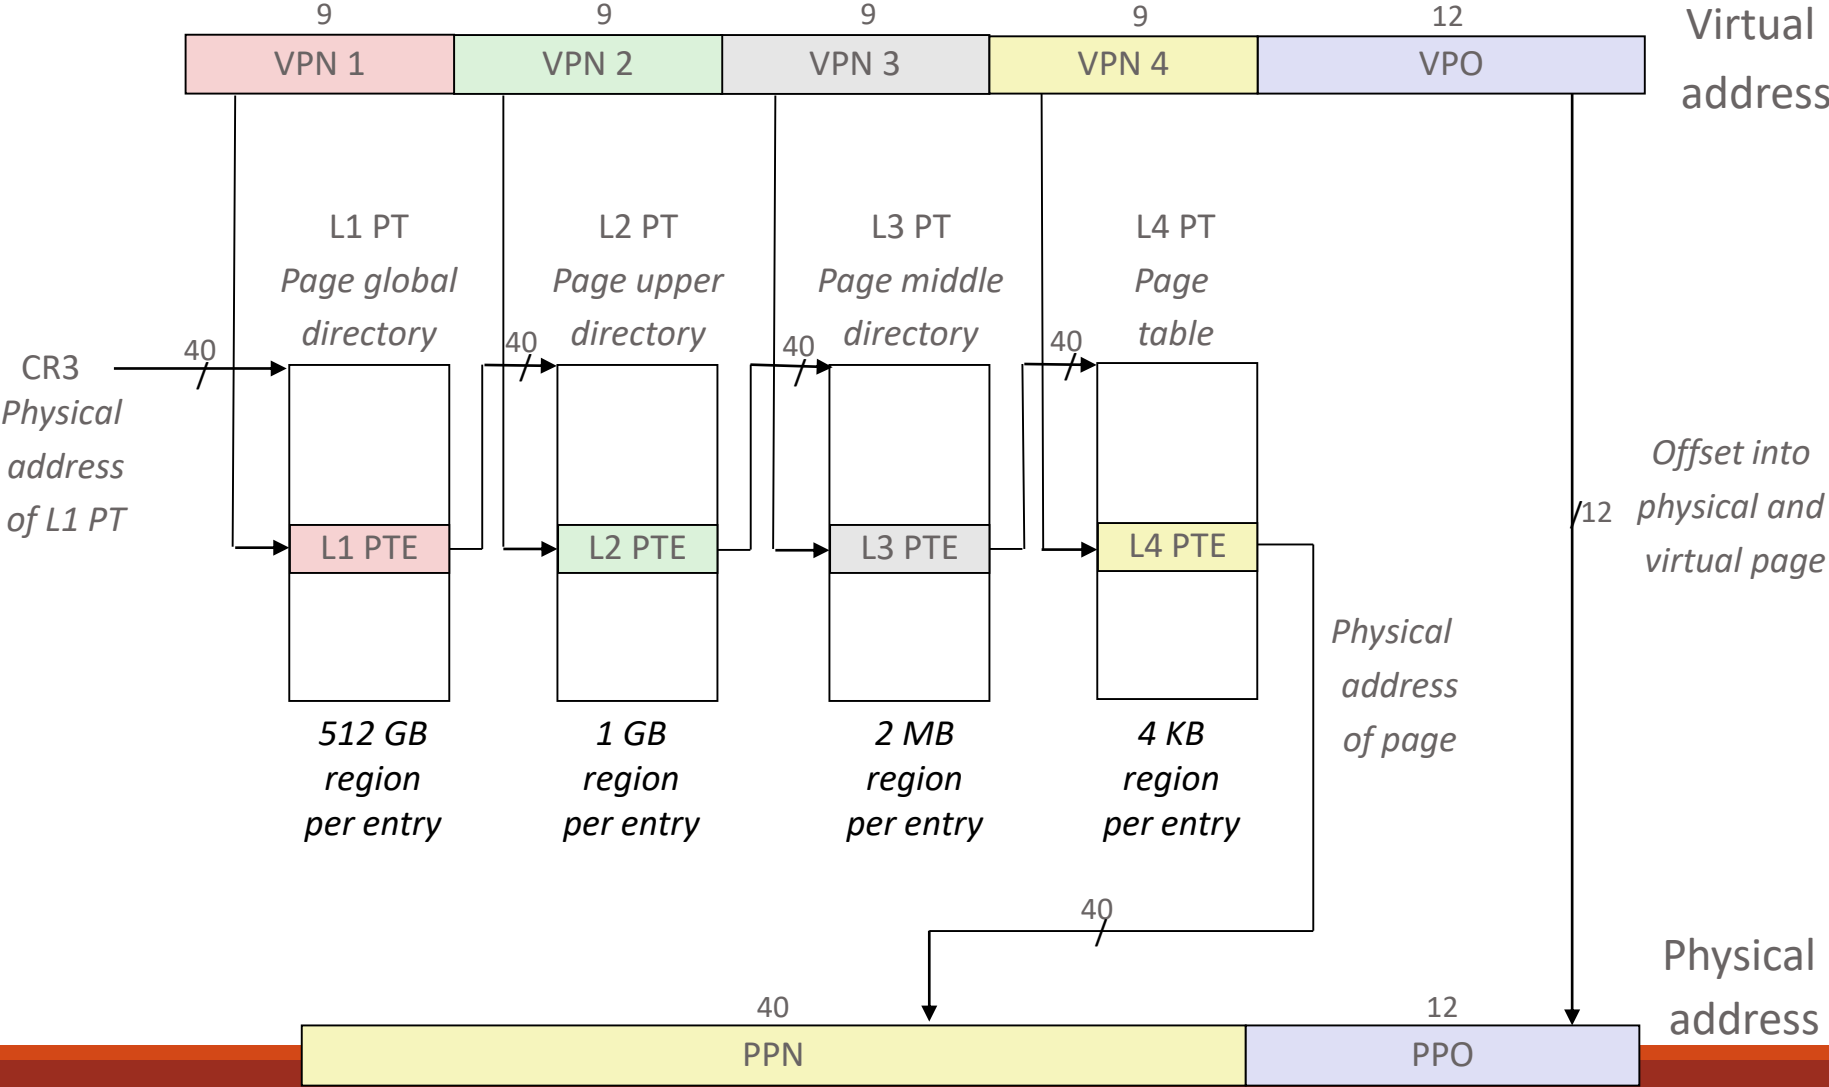 9
9
9
9
12
Virtual
address
VPN 1
VPN 2
VPN 3
VPN 4
VPO
L1 PT
Page global
directory
L2 PT
Page upper
directory
L3 PT
Page middle
directory
L4 PT
Page
table
CR3
Physical
address
of L1 PT
40
40
40
40
L1 PTE
L2 PTE
L3 PTE
L4 PTE
12
Offset into
physical and
virtual page
512 GB
region
per entry
1 GB
region
per entry
2 MB
region
per entry
4 KB
region
per entry
Physical
address
of page
40
40
12
Physical
address
PPN
PPO